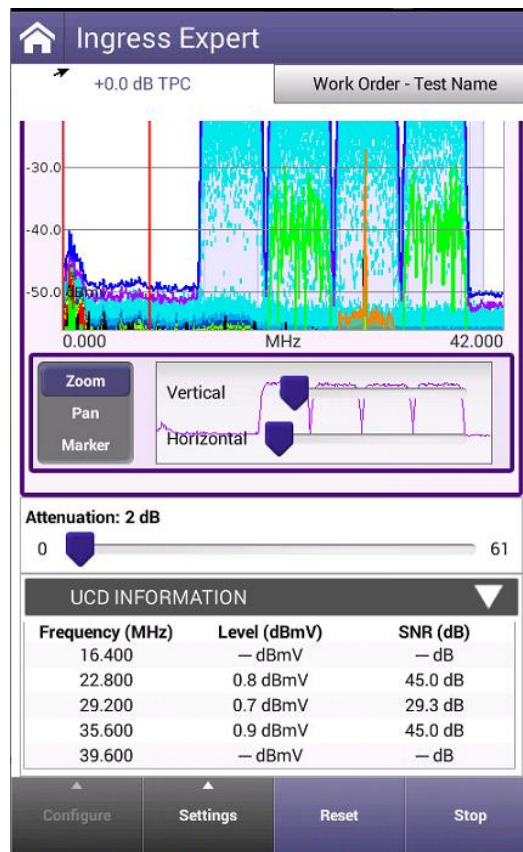 Ingress Expert
+0.0 dB TPC
Work Order - Test Name
-30.0
-40.0
-50.0
dBmV
0.000 MHz 42.000
Zoom
Pan
Marker
Vertical
Horizontal
Attenuation: 2 dB
0 61
UCD INFORMATION
Frequency (MHz) Level (dBmV) SNR (dB)
16.400 — dBmV — dB
22.800 0.8 dBmV 45.0 dB
29.200 0.7 dBmV 29.3 dB
35.600 0.9 dBmV 45.0 dB
39.600 — dBmV — dB
Configure Settings Reset Stop